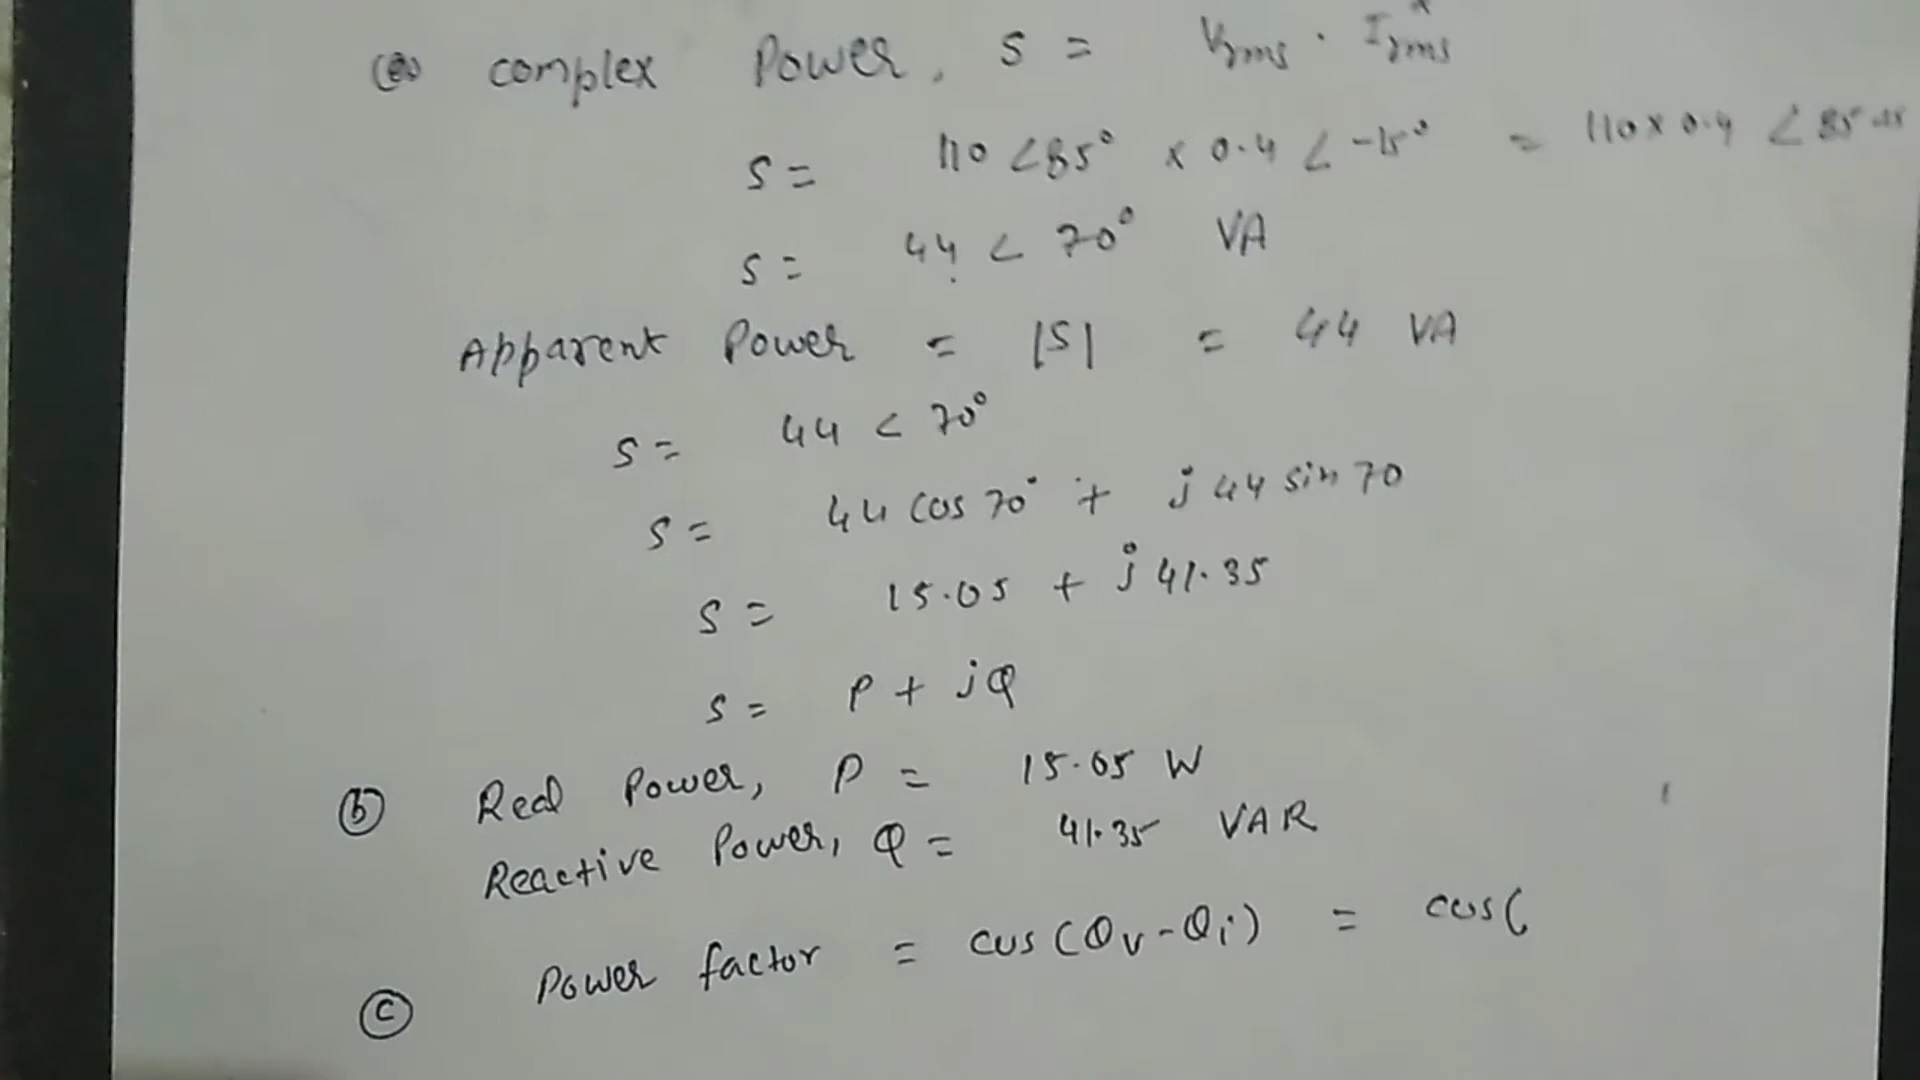 (a) complex Power, S = Vrms . I*rms
S = 110 ∠85° x 0.4 ∠ -15° = 110 x 0.4 ∠ 85-15
S = 44 ∠ 70° VA
Apparent Power = |S| = 44 VA
S = 44 ∠ 70°
S = 44 cos 70° + j 44 sin 70
S = 15.05 + j 41.35
S = P + jQ
(b) Real Power, P = 15.05 W
Reactive Power, Q = 41.35 VAR
(c) Power factor = cos (θv - θi) = cos (